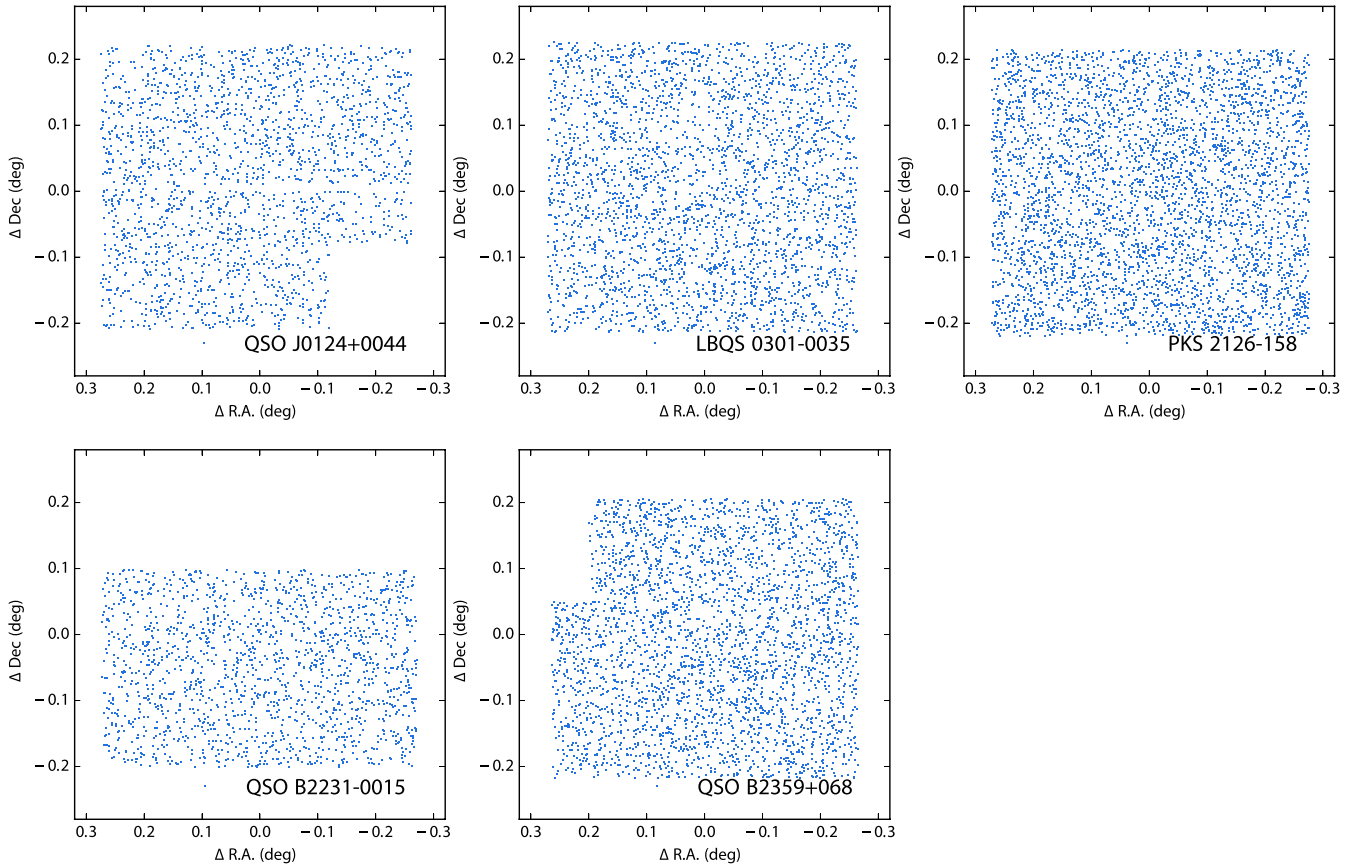 0.2
0.1
0.0
−0.1
−0.2
Δ Dec (deg)
QSO J0124+0044
0.3 0.2 0.1 0.0 −0.1 −0.2 −0.3
Δ R.A. (deg)
0.2
0.1
0.0
−0.1
−0.2
Δ Dec (deg)
LBQS 0301-0035
0.3 0.2 0.1 0.0 −0.1 −0.2 −0.3
Δ R.A. (deg)
0.2
0.1
0.0
−0.1
−0.2
Δ Dec (deg)
PKS 2126-158
0.3 0.2 0.1 0.0 −0.1 −0.2 −0.3
Δ R.A. (deg)
0.2
0.1
0.0
−0.1
−0.2
Δ Dec (deg)
QSO B2231-0015
0.3 0.2 0.1 0.0 −0.1 −0.2 −0.3
Δ R.A. (deg)
0.2
0.1
0.0
−0.1
−0.2
Δ Dec (deg)
QSO B2359+068
0.3 0.2 0.1 0.0 −0.1 −0.2 −0.3
Δ R.A. (deg)